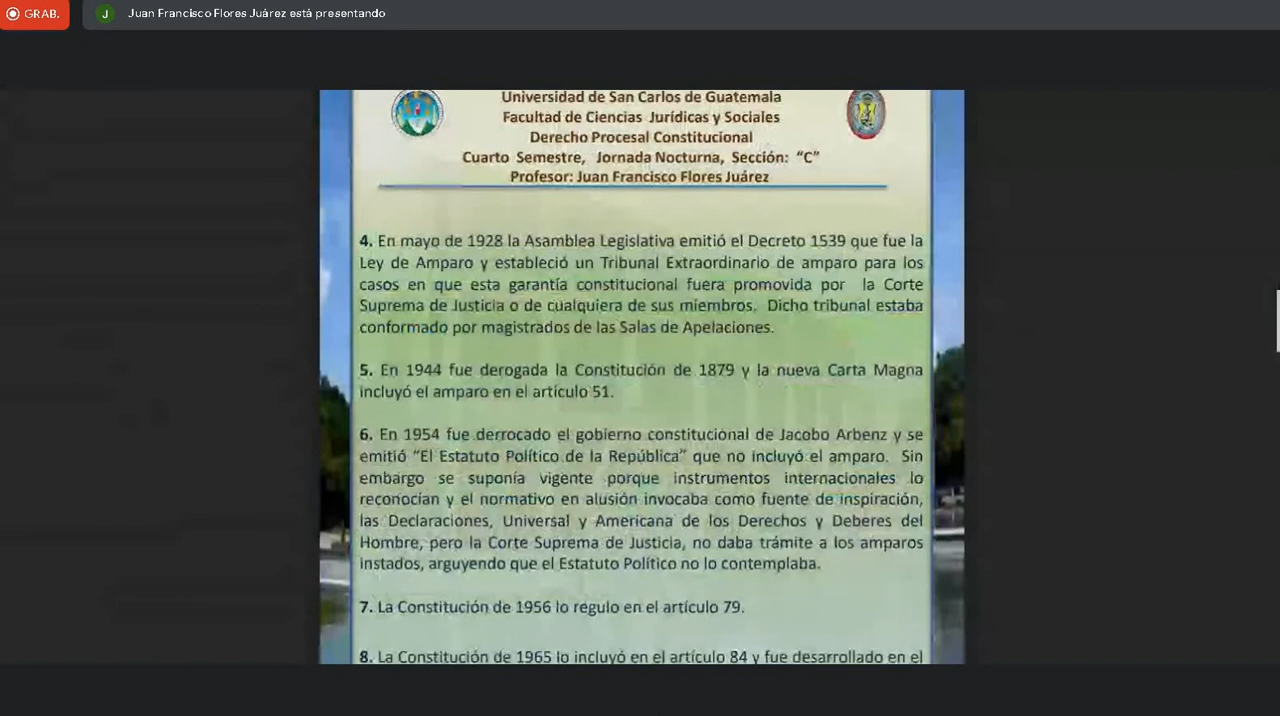 GRAB.
J
Juan Francisco Flores Juárez está presentando
Universidad de San Carlos de Guatemala
Facultad de Ciencias Jurídicas y Sociales
Derecho Procesal Constitucional
Cuarto Semestre, Jornada Nocturna, Sección: “C”
Profesor: Juan Francisco Flores Juárez
4. En mayo de 1928 la Asamblea Legislativa emitió el Decreto 1539 que fue la
Ley de Amparo y estableció un Tribunal Extraordinario de amparo para los
casos en que esta garantía constitucional fuera promovida por la Corte
Suprema de Justicia o de cualquiera de sus miembros. Dicho tribunal estaba
conformado por magistrados de las Salas de Apelaciones.
5. En 1944 fue derogada la Constitución de 1879 y la nueva Carta Magna
incluyó el amparo en el artículo 51.
6. En 1954 fue derrocado el gobierno constitucional de Jacobo Arbenz y se
emitió “El Estatuto Político de la República” que no incluyó el amparo. Sin
embargo se suponía vigente porque instrumentos internacionales lo
reconocían y el normativo en alusión invocaba como fuente de inspiración,
las Declaraciones, Universal y Americana de los Derechos y Deberes del
Hombre, pero la Corte Suprema de Justicia, no daba trámite a los amparos
instados, arguyendo que el Estatuto Político no lo contemplaba.
7. La Constitución de 1956 lo regulo en el artículo 79.
8. La Constitución de 1965 lo incluyó en el artículo 84 y fue desarrollado en el